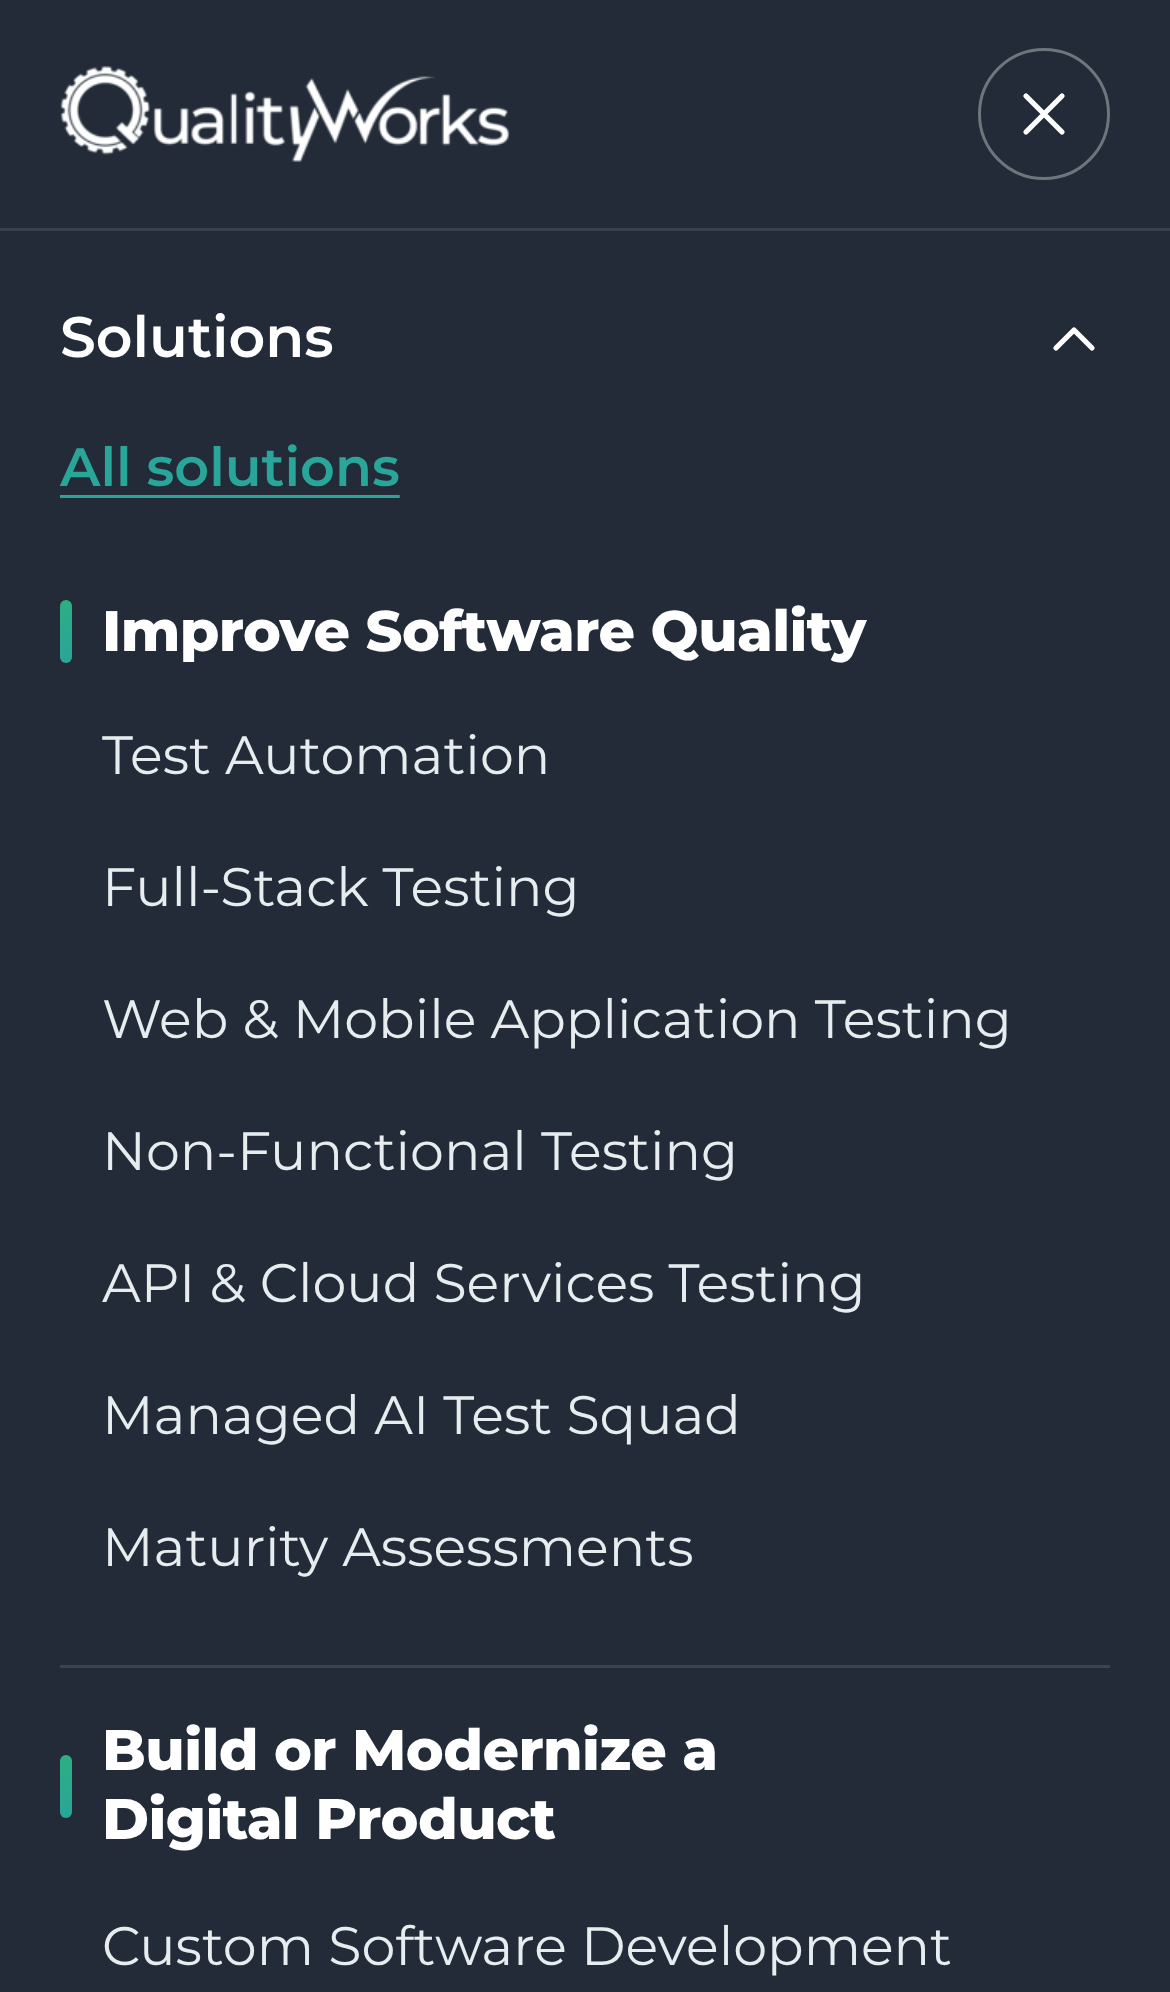 QualityWorks
Solutions
All solutions
Improve Software Quality
Test Automation
Full-Stack Testing
Web & Mobile Application Testing
Non-Functional Testing
API & Cloud Services Testing
Managed AI Test Squad
Maturity Assessments
Build or Modernize a
Digital Product
Custom Software Development